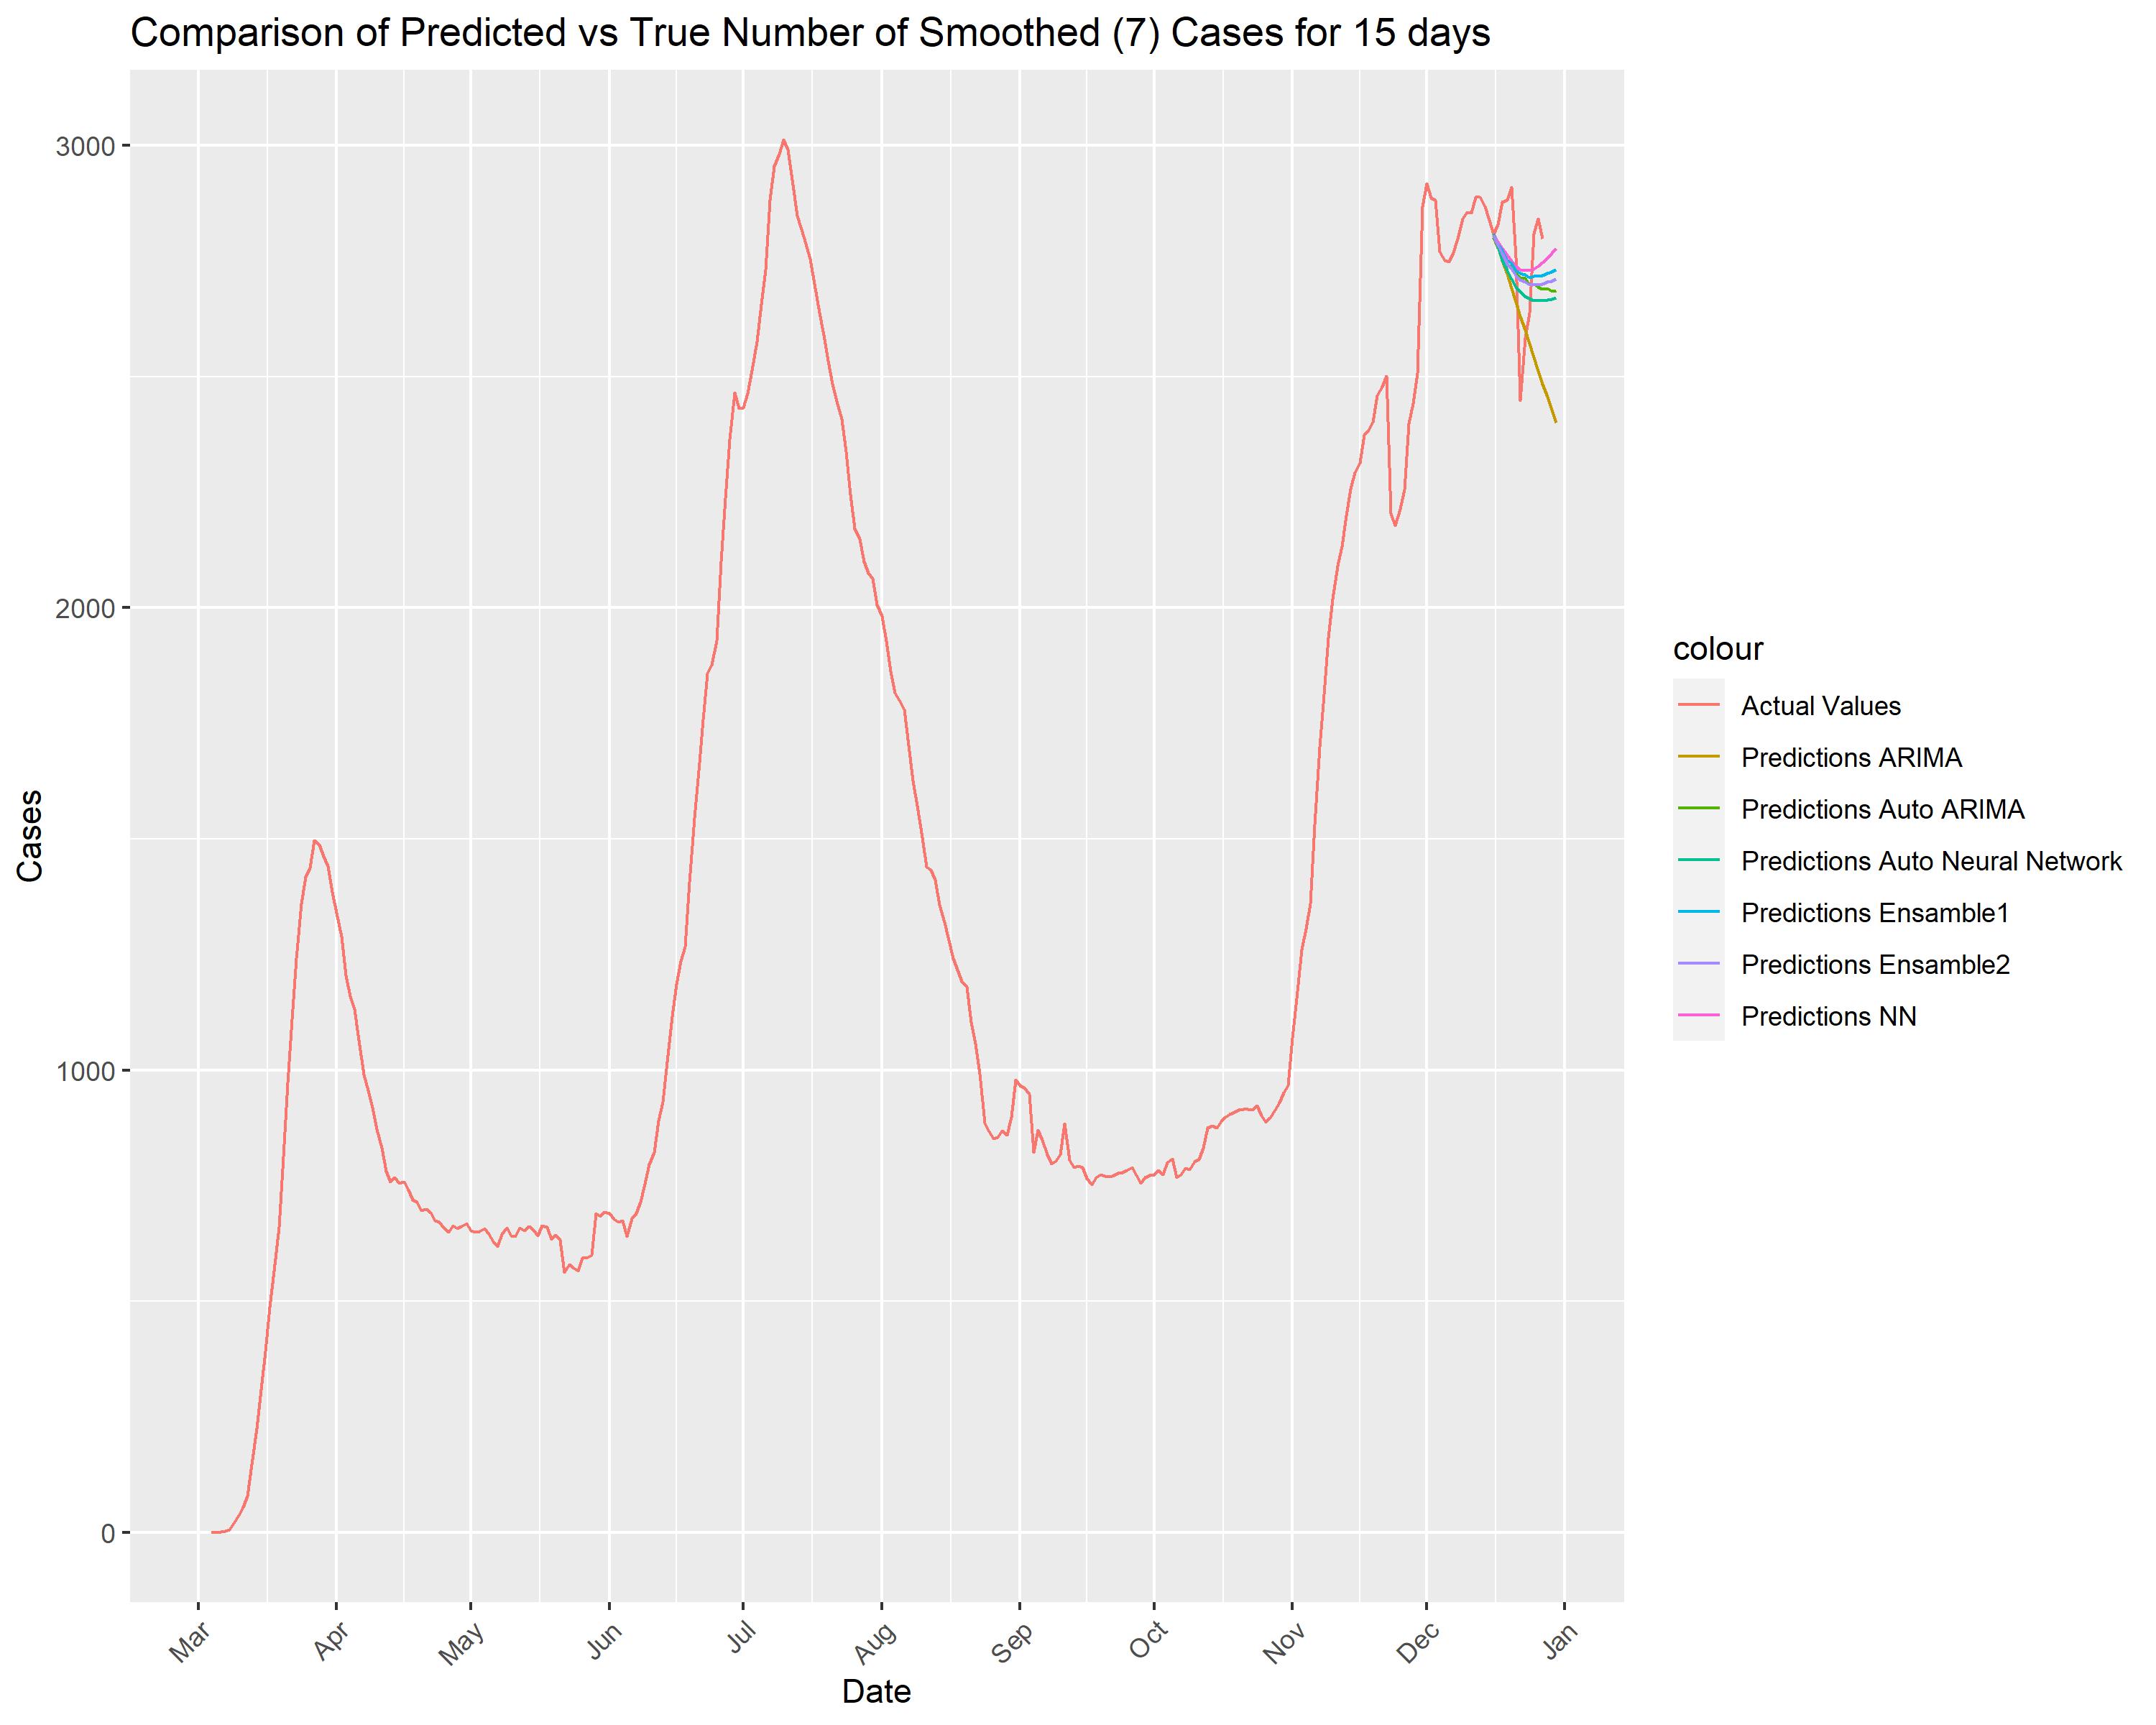 Comparison of Predicted vs True Number of Smoothed (7) Cases for 15 days
3000
2000
1000
0
Cases
Mar
Apr
May
Jun
Jul
Aug
Sep
Oct
Nov
Dec
Jan
Date
colour
Actual Values
Predictions ARIMA
Predictions Auto ARIMA
Predictions Auto Neural Network
Predictions Ensamble1
Predictions Ensamble2
Predictions NN